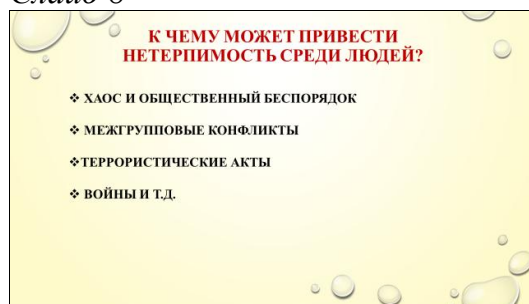 К ЧЕМУ МОЖЕТ ПРИВЕСТИ
НЕТЕРПИМОСТЬ СРЕДИ ЛЮДЕЙ?
❖ ХАОС И ОБЩЕСТВЕННЫЙ БЕСПОРЯДОК
❖ МЕЖГРУППОВЫЕ КОНФЛИКТЫ
❖ТЕРРОРИСТИЧЕСКИЕ АКТЫ
❖ ВОЙНЫ И Т.Д.